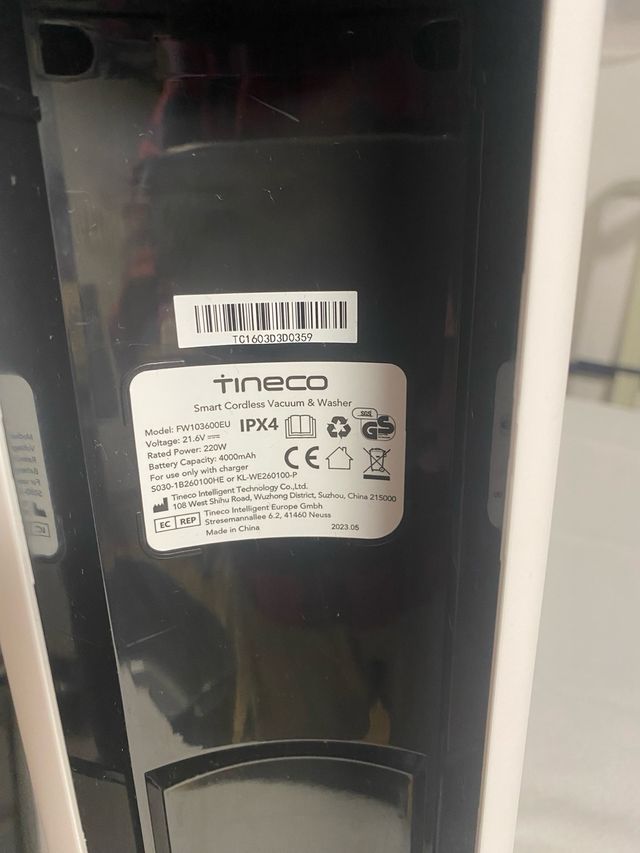 TC1603D3D0359
TINECO
Smart Cordless Vacuum & Washer
Model: FW103600EU
Voltage: 21.6V
Rated Power: 220W
Battery Capacity: 4000mAh
For use only with charger
S030-1B260100HE or KL-WE260100-P
IPX4
SGS
GS
CE
Tineco Intelligent Technology Co.,Ltd.
108 West Shihu Road, Wuzhong District, Suzhou, China 215000
EC REP
Tineco Intelligent Europe Gmbh
Stresemannallee 6.2, 41460 Neuss
Made in China
2023.05